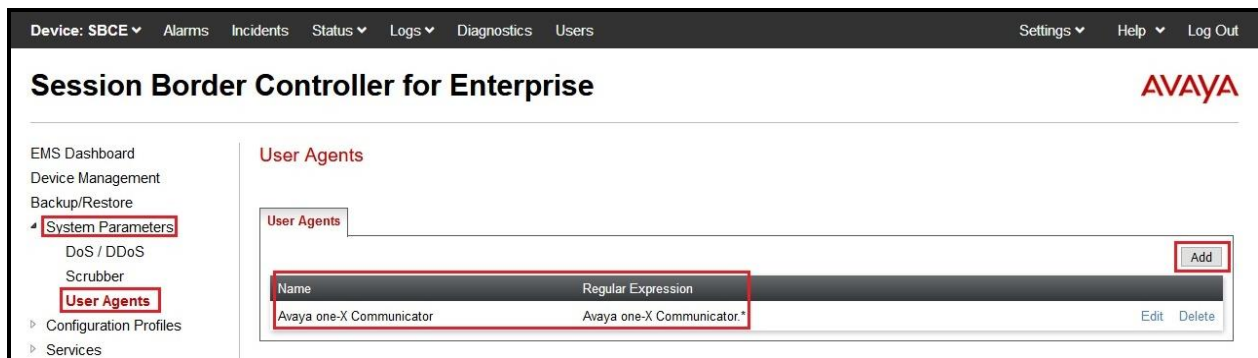 Device: SBCE Alarms Incidents Status Logs Diagnostics Users Settings Help Log Out
Session Border Controller for Enterprise
AVAYA
EMS Dashboard
Device Management
Backup/Restore
System Parameters
DoS / DDoS
Scrubber
User Agents
Configuration Profiles
Services
User Agents
User Agents
Add
Name Regular Expression
Avaya one-X Communicator Avaya one-X Communicator.* Edit Delete